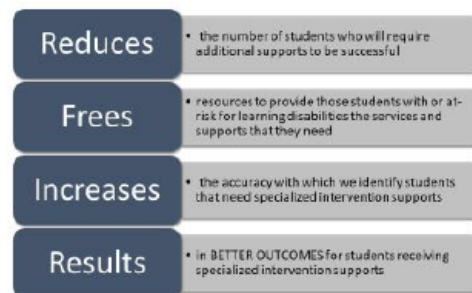 Reduces
• the number of students who will require
additional supports to be successful
Frees
• resources to provide those students with or at-
risk for learning disabilities the services and
supports that they need
Increases
• the accuracy with which we identify students
that need specialized intervention supports
Results
• in BETTER OUTCOMES for students receiving
specialized intervention supports